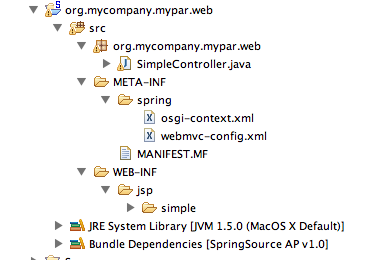 org.mycompany.mypar.web
src
org.mycompany.mypar.web
SimpleController.java
META-INF
spring
osgi-context.xml
webmvc-config.xml
MANIFEST.MF
WEB-INF
jsp
simple
JRE System Library [JVM 1.5.0 (MacOS X Default)]
Bundle Dependencies [SpringSource AP v1.0]